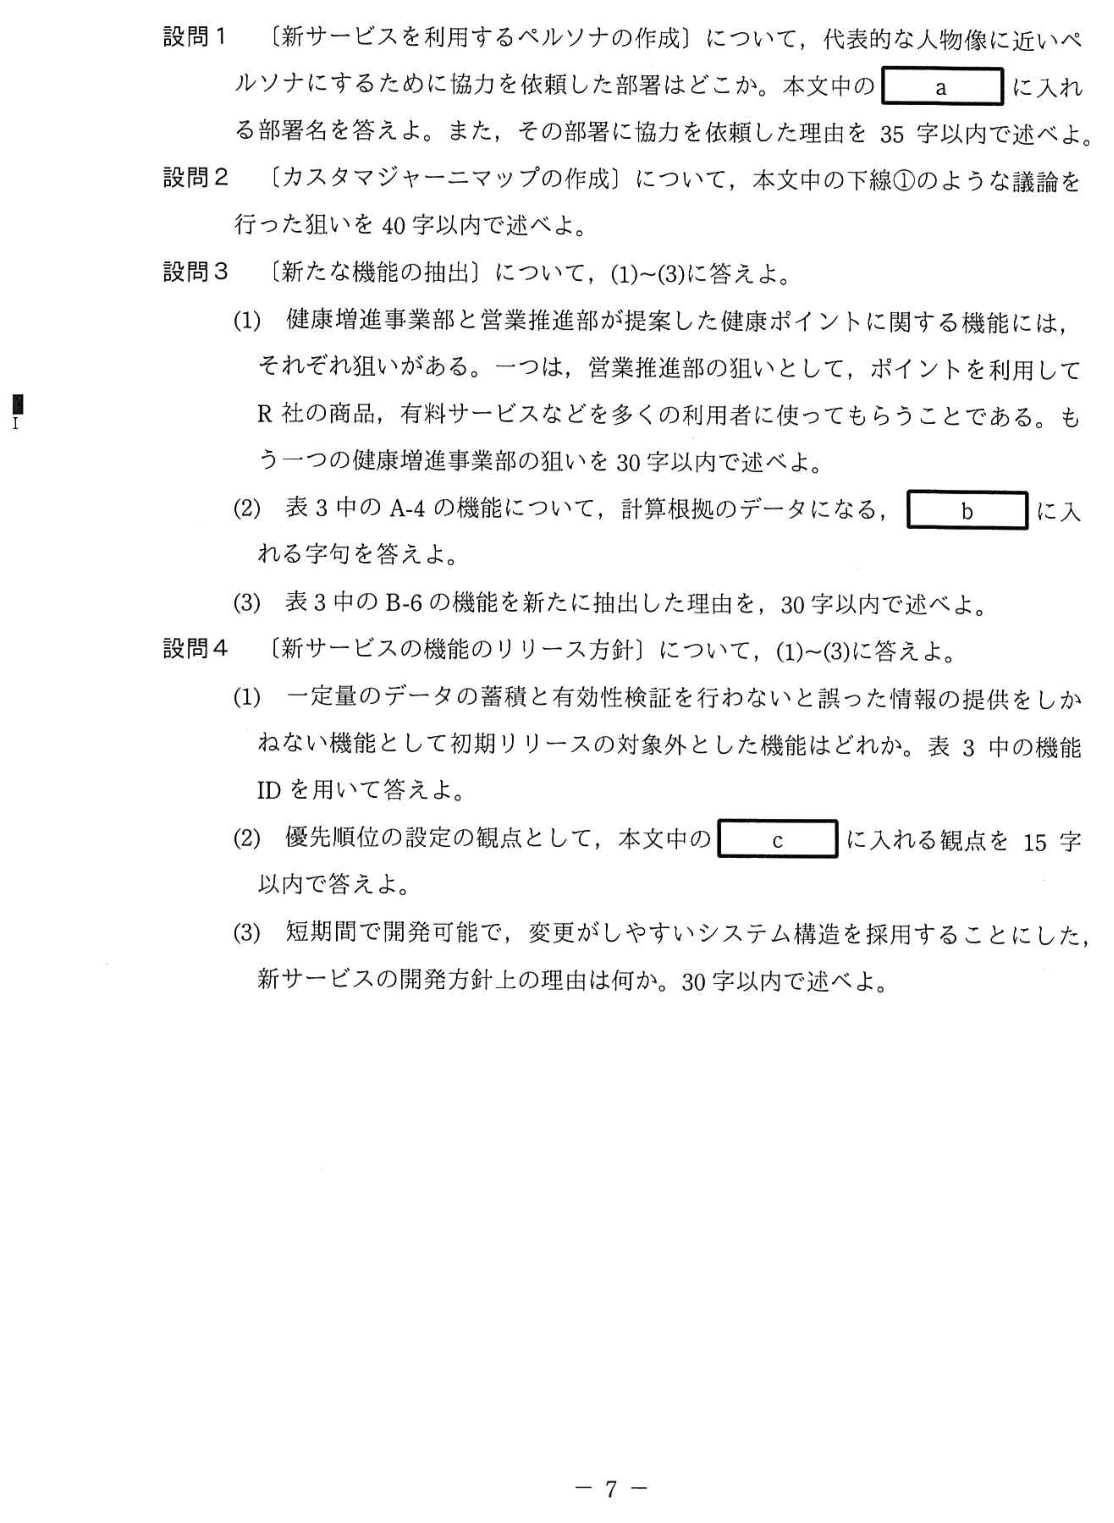 設問1 〔新サービスを利用するペルソナの作成〕について，代表的な人物像に近いペ
ルソナにするために協力を依頼した部署はどこか。本文中の a に入れ
る部署名を答えよ。また，その部署に協力を依頼した理由を 35 字以内で述べよ。
設問2 〔カスタマジャーニマップの作成〕について，本文中の下線①のような議論を
行った狙いを 40 字以内で述べよ。
設問3 〔新たな機能の抽出〕について，(1)~(3)に答えよ。
(1) 健康増進事業部と営業推進部が提案した健康ポイントに関する機能には，
それぞれ狙いがある。一つは，営業推進部の狙いとして，ポイントを利用して
R 社の商品，有料サービスなどを多くの利用者に使ってもらうことである。も
う一つの健康増進事業部の狙いを 30 字以内で述べよ。
(2) 表 3 中の A-4 の機能について，計算根拠のデータになる， b に入
れる字句を答えよ。
(3) 表 3 中の B-6 の機能を新たに抽出した理由を，30 字以内で述べよ。
設問4 〔新サービスの機能のリリース方針〕について，(1)~(3)に答えよ。
(1) 一定量のデータの蓄積と有効性検証を行わないと誤った情報の提供をしか
ねない機能として初期リリースの対象外とした機能はどれか。表 3 中の機能
ID を用いて答えよ。
(2) 優先順位の設定の観点として，本文中の c に入れる観点を 15 字
以内で答えよ。
(3) 短期間で開発可能で，変更がしやすいシステム構造を採用することにした，
新サービスの開発方針上の理由は何か。30 字以内で述べよ。
－ 7 －